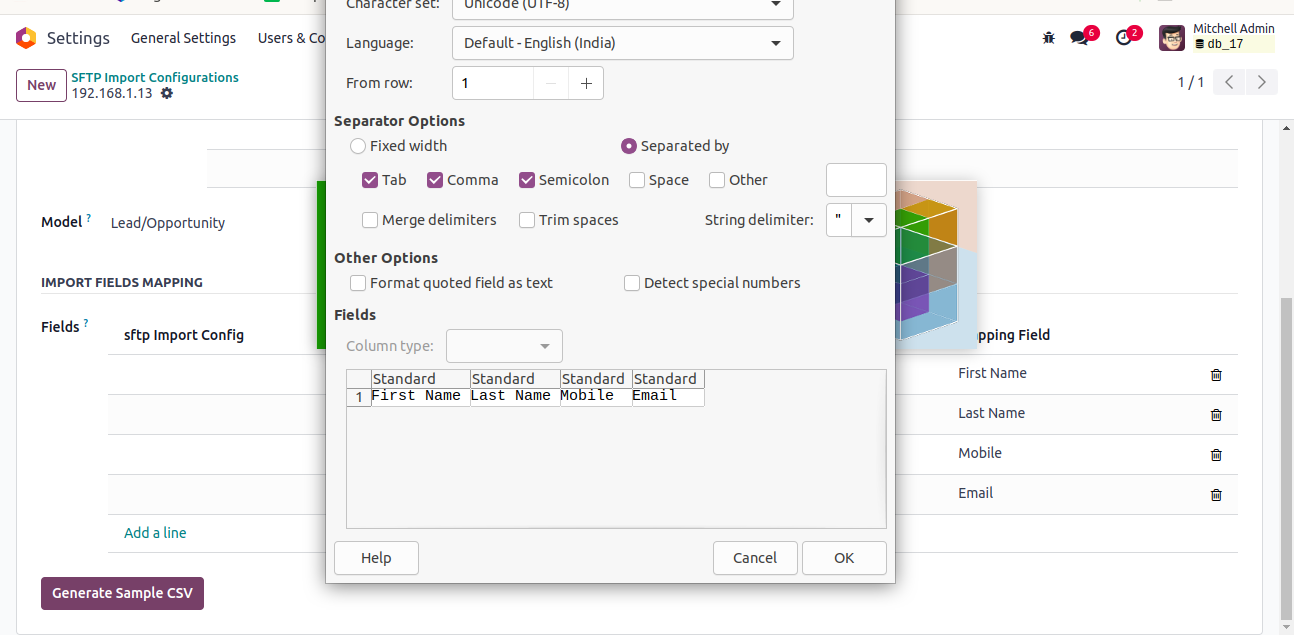 Character set: Unicode (UTF-8)
Settings General Settings Users & Co
6 2 Mitchell Admin
db_17
Language: Default - English (India)
New SFTP Import Configurations
192.168.1.13
1 / 1
From row: 1
Separator Options
Fixed width Separated by
Tab Comma Semicolon Space Other
Merge delimiters Trim spaces String delimiter: "
Model ? Lead/Opportunity
Other Options
IMPORT FIELDS MAPPING
Format quoted field as text Detect special numbers
Fields
Fields ? sftp Import Config pping Field
Column type:
Standard Standard Standard Standard
1 First Name Last Name Mobile Email
First Name
Last Name
Mobile
Email
Add a line
Help Cancel OK
Generate Sample CSV